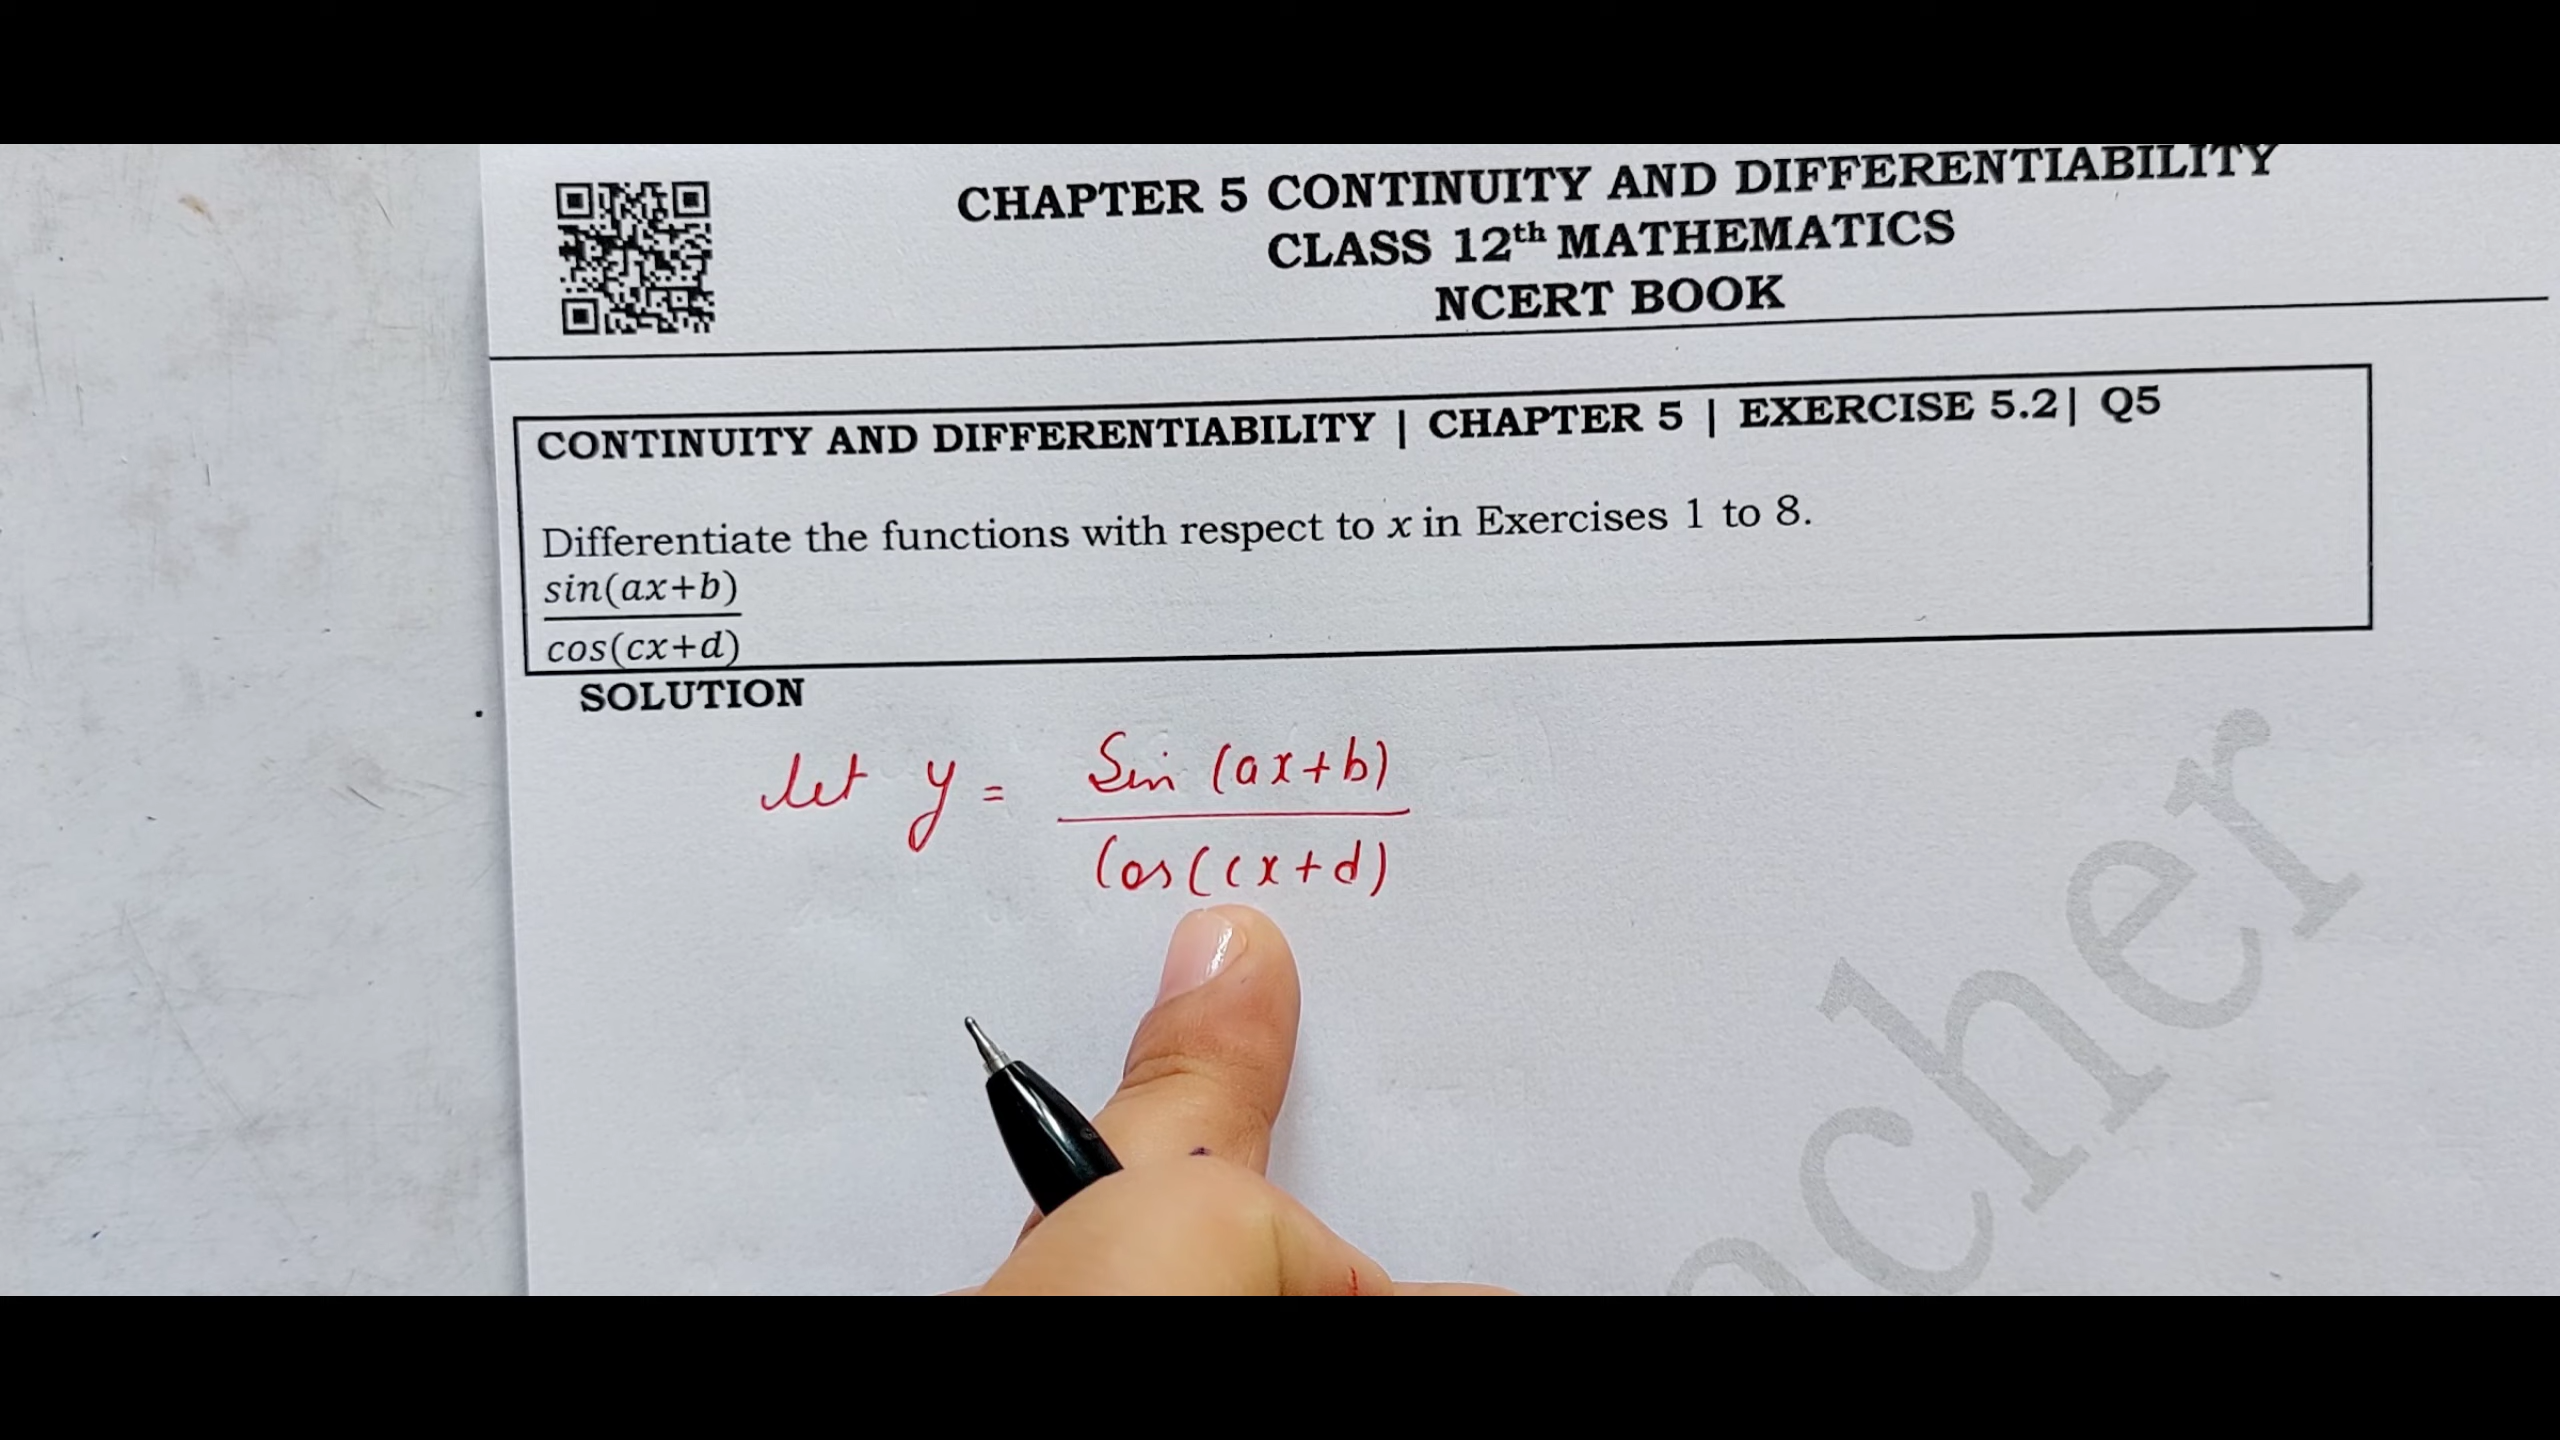 CHAPTER 5 CONTINUITY AND DIFFERENTIABILITY
CLASS 12th MATHEMATICS
NCERT BOOK
CONTINUITY AND DIFFERENTIABILITY | CHAPTER 5 | EXERCISE 5.2| Q5
Differentiate the functions with respect to x in Exercises 1 to 8.
sin(ax+b)
cos(cx+d)
SOLUTION
let y = Sin (ax+b)
Cos(cx+d)